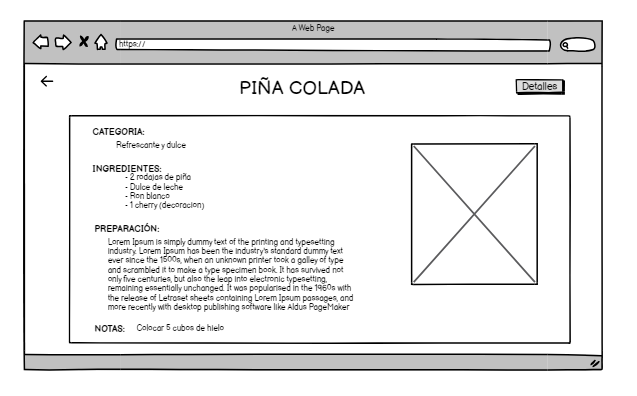 A Web Page
https://
PIÑA COLADA
Detalles
CATEGORIA:
Refrescante y dulce
INGREDIENTES:
- 2 rodajas de piña
- Dulce de leche
- Ron blanco
- 1 cherry (decoracion)
PREPARACIÓN:
Lorem Ipsum is simply dummy text of the printing and typesetting
industry. Lorem Ipsum has been the industry's standard dummy text
ever since the 1500s, when an unknown printer took a galley of type
and scrambled it to make a type specimen book. It has survived not
only five centuries, but also the leap into electronic typesetting,
remaining essentially unchanged. It was popularised in the 1960s with
the release of Letraset sheets containing Lorem Ipsum passages, and
more recently with desktop publishing software like Aldus PageMaker
NOTAS: Colocar 5 cubos de hielo